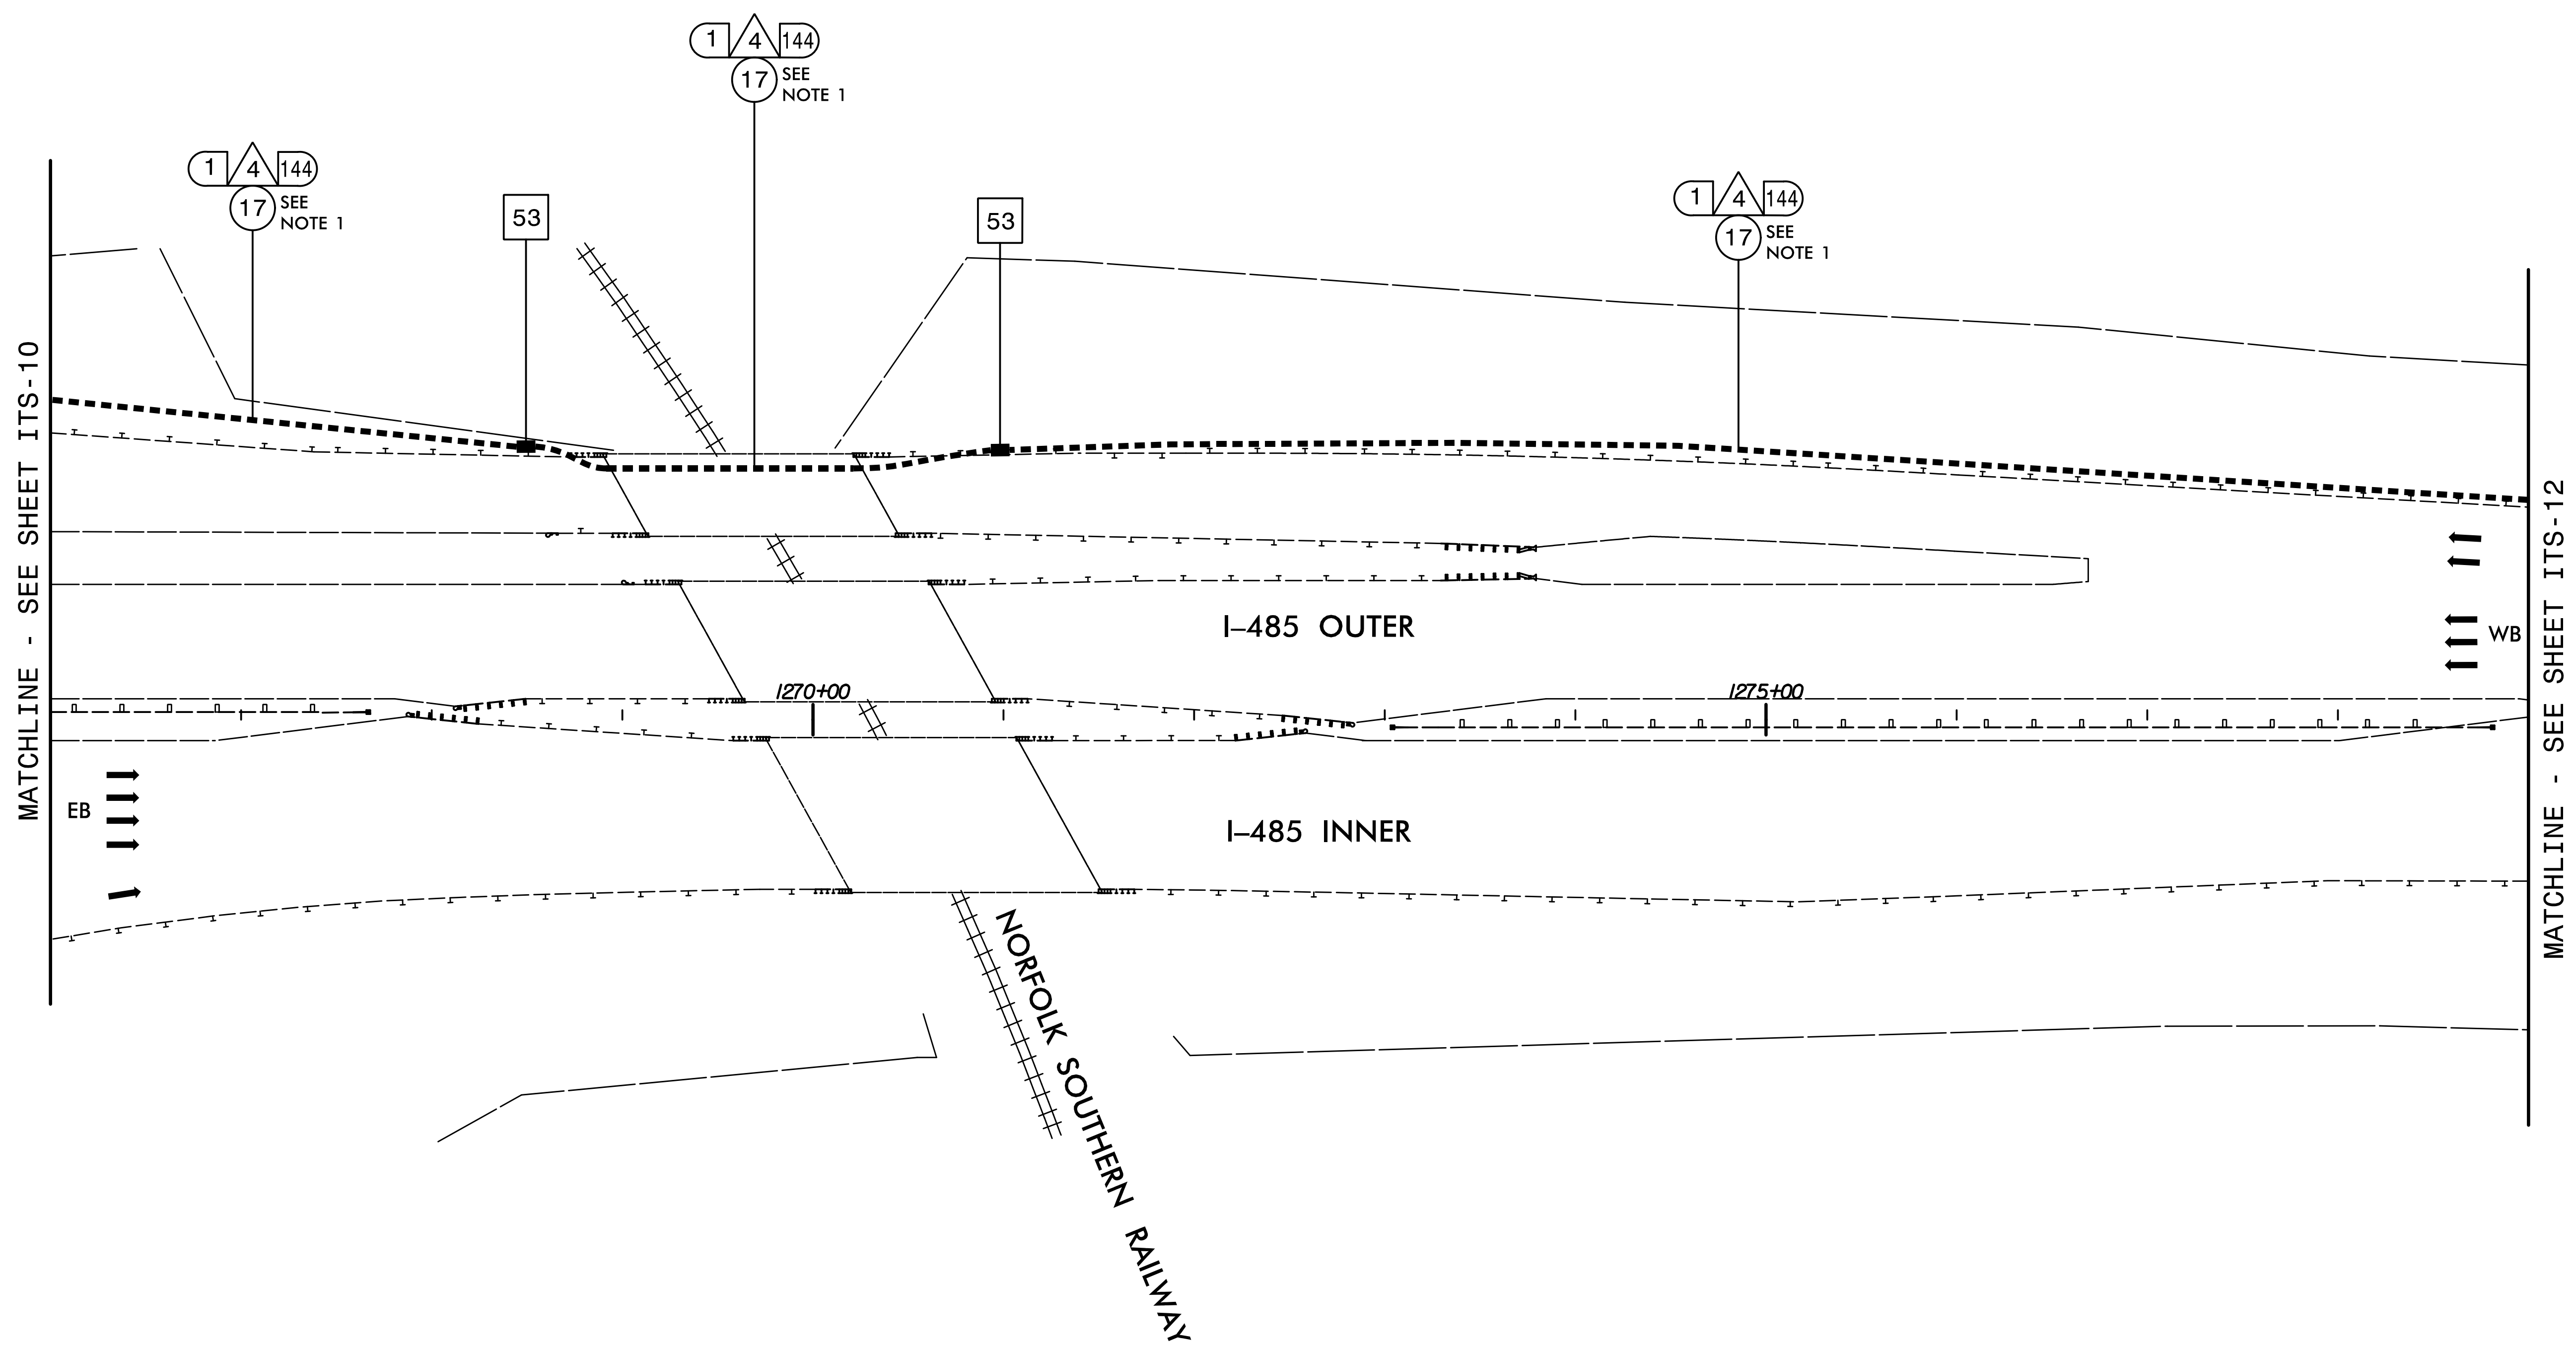 1 4 144
17 SEE
NOTE 1
1 4 144
17 SEE
NOTE 1
53
53
1 4 144
17 SEE
NOTE 1
MATCHLINE - SEE SHEET ITS-10
MATCHLINE - SEE SHEET ITS-12
I–485 OUTER
WB
1270+00
1275+00
EB
I–485 INNER
NORFOLK SOUTHERN RAILWAY